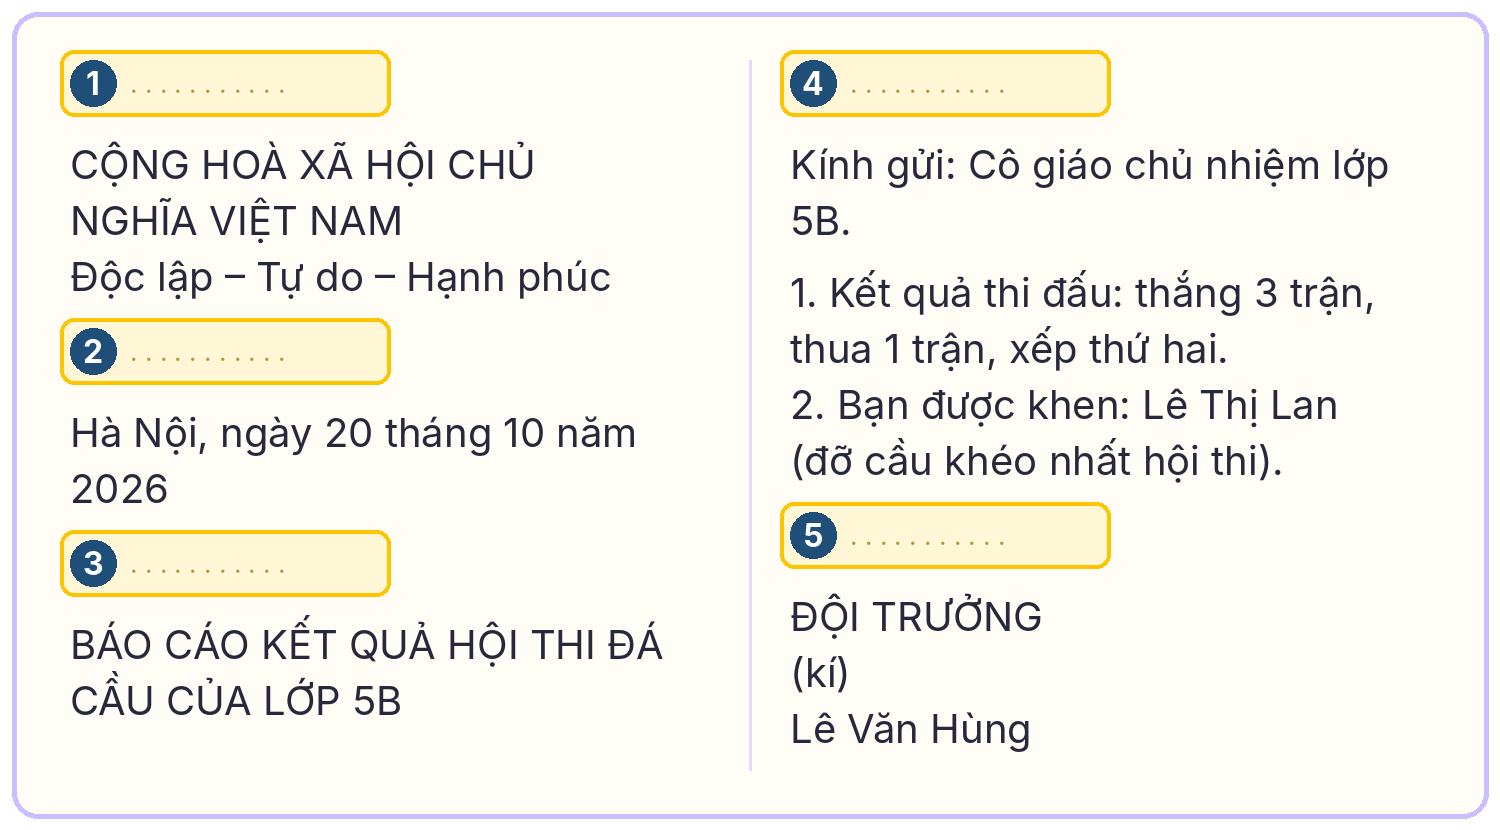 1 ...........
CỘNG HOÀ XÃ HỘI CHỦ
NGHĨA VIỆT NAM
Độc lập – Tự do – Hạnh phúc
2 ...........
Hà Nội, ngày 20 tháng 10 năm
2026
3 ...........
BÁO CÁO KẾT QUẢ HỘI THI ĐÁ
CẦU CỦA LỚP 5B
4 ...........
Kính gửi: Cô giáo chủ nhiệm lớp
5B.
1. Kết quả thi đấu: thắng 3 trận,
thua 1 trận, xếp thứ hai.
2. Bạn được khen: Lê Thị Lan
(đỡ cầu khéo nhất hội thi).
5 ...........
ĐỘI TRƯỞNG
(kí)
Lê Văn Hùng